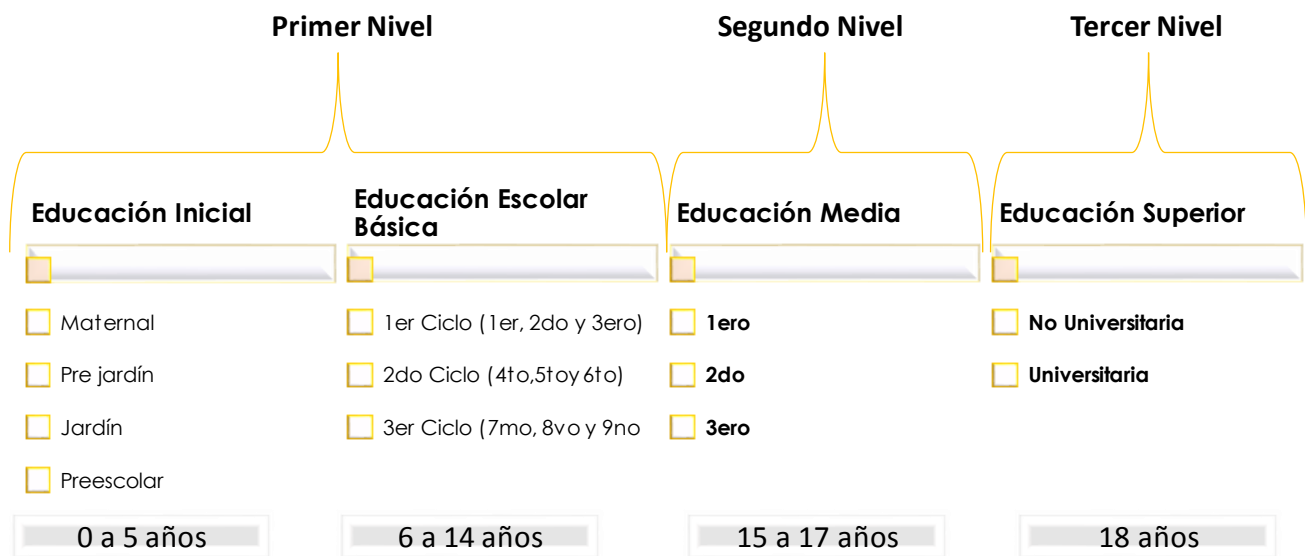 Primer Nivel
Segundo Nivel
Tercer Nivel
Educación Inicial
Maternal
Pre jardín
Jardín
Preescolar
0 a 5 años
Educación Escolar
Básica
1er Ciclo (1er, 2do y 3ero)
2do Ciclo (4to,5toy 6to)
3er Ciclo (7mo, 8vo y 9no
6 a 14 años
Educación Media
1ero
2do
3ero
15 a 17 años
Educación Superior
No Universitaria
Universitaria
18 años